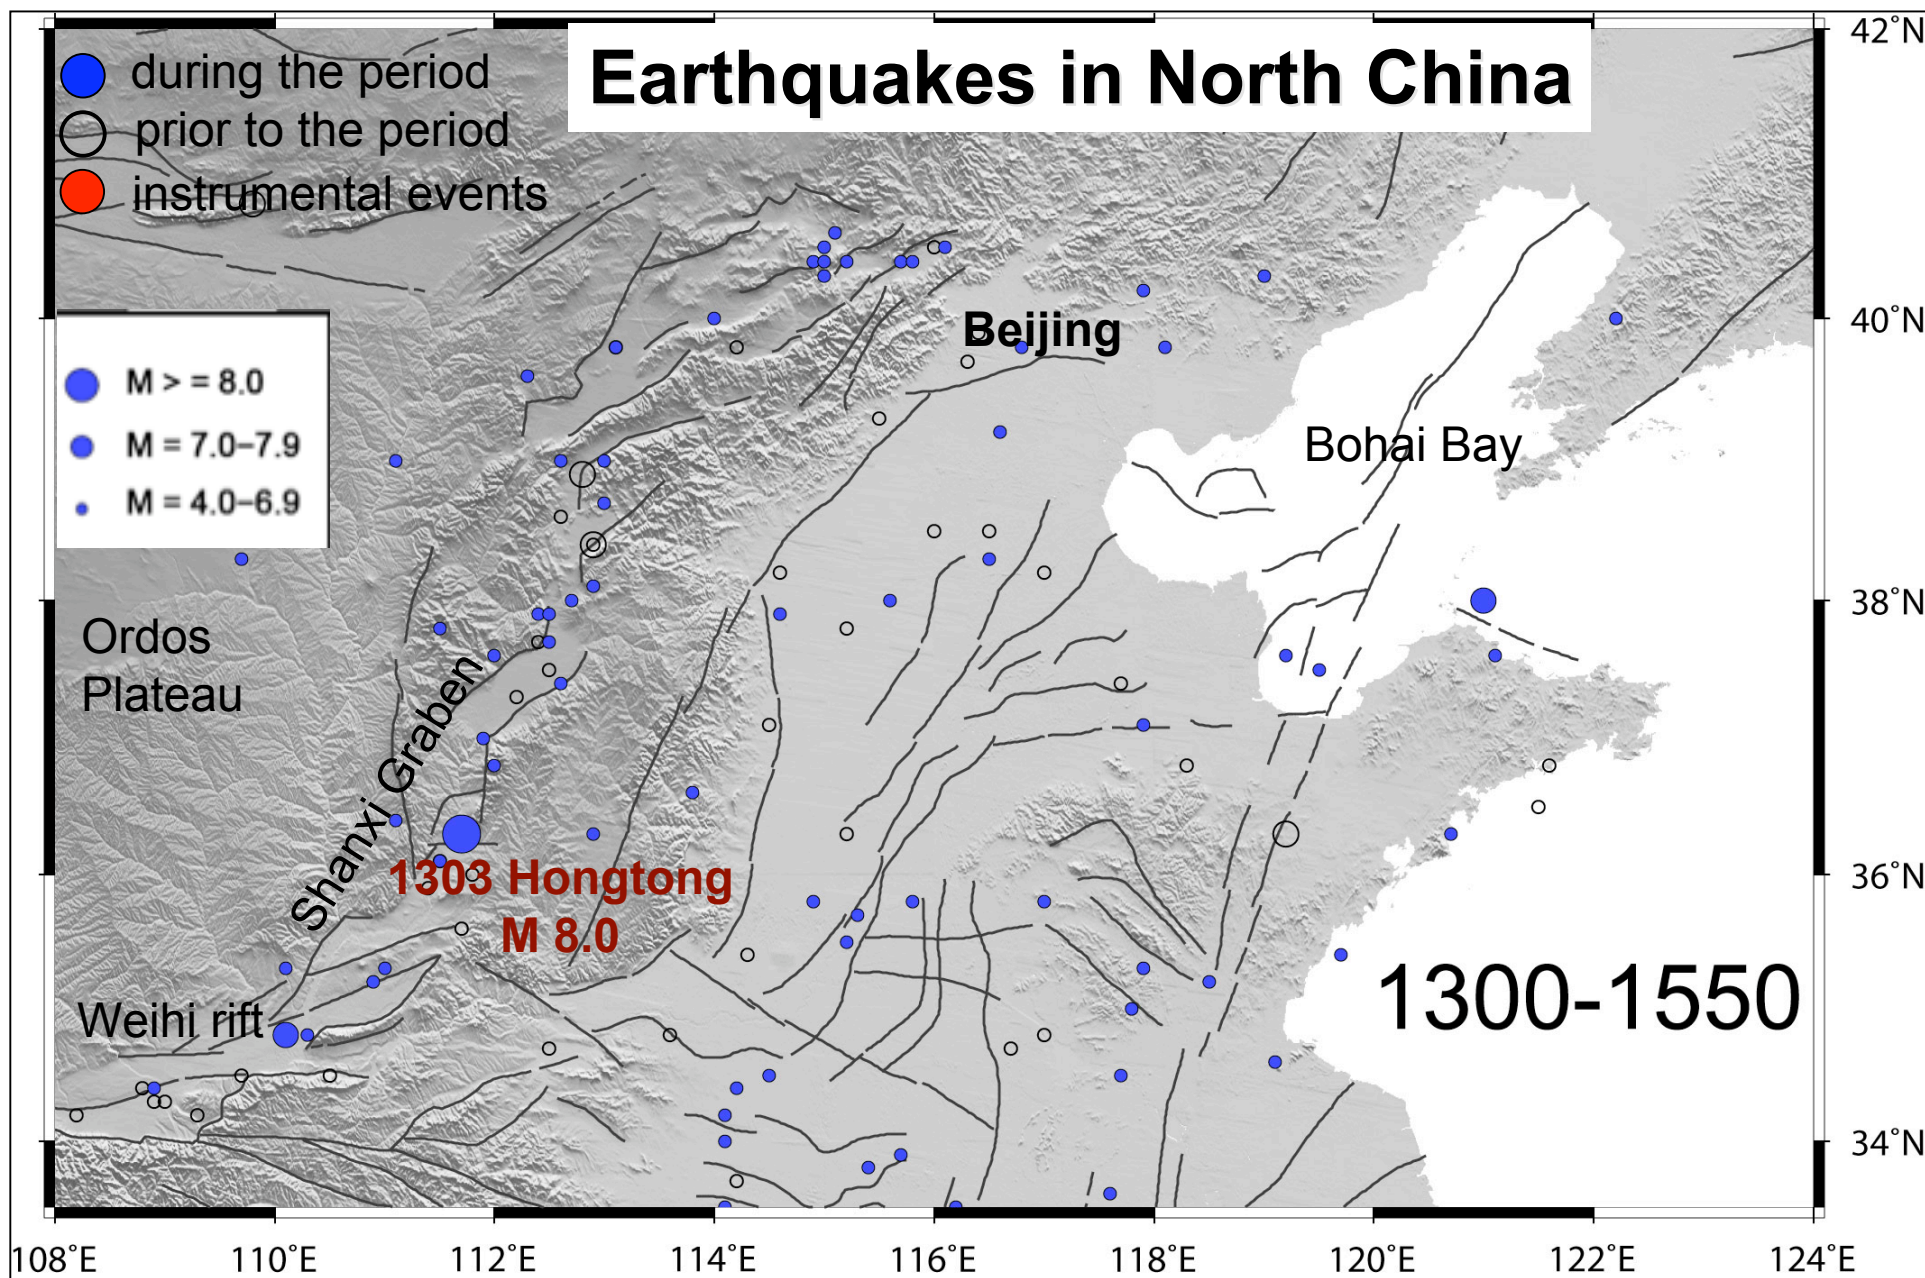 Earthquakes in North China
during the period
prior to the period
instrumental events
M > = 8.0
M = 7.0–7.9
M = 4.0–6.9
Beijing
Bohai Bay
Ordos
Plateau
Shanxi Graben
1303 Hongtong
M 8.0
Weihi rift
1300-1550
42°N
40°N
38°N
36°N
34°N
108°E
110°E
112°E
114°E
116°E
118°E
120°E
122°E
124°E